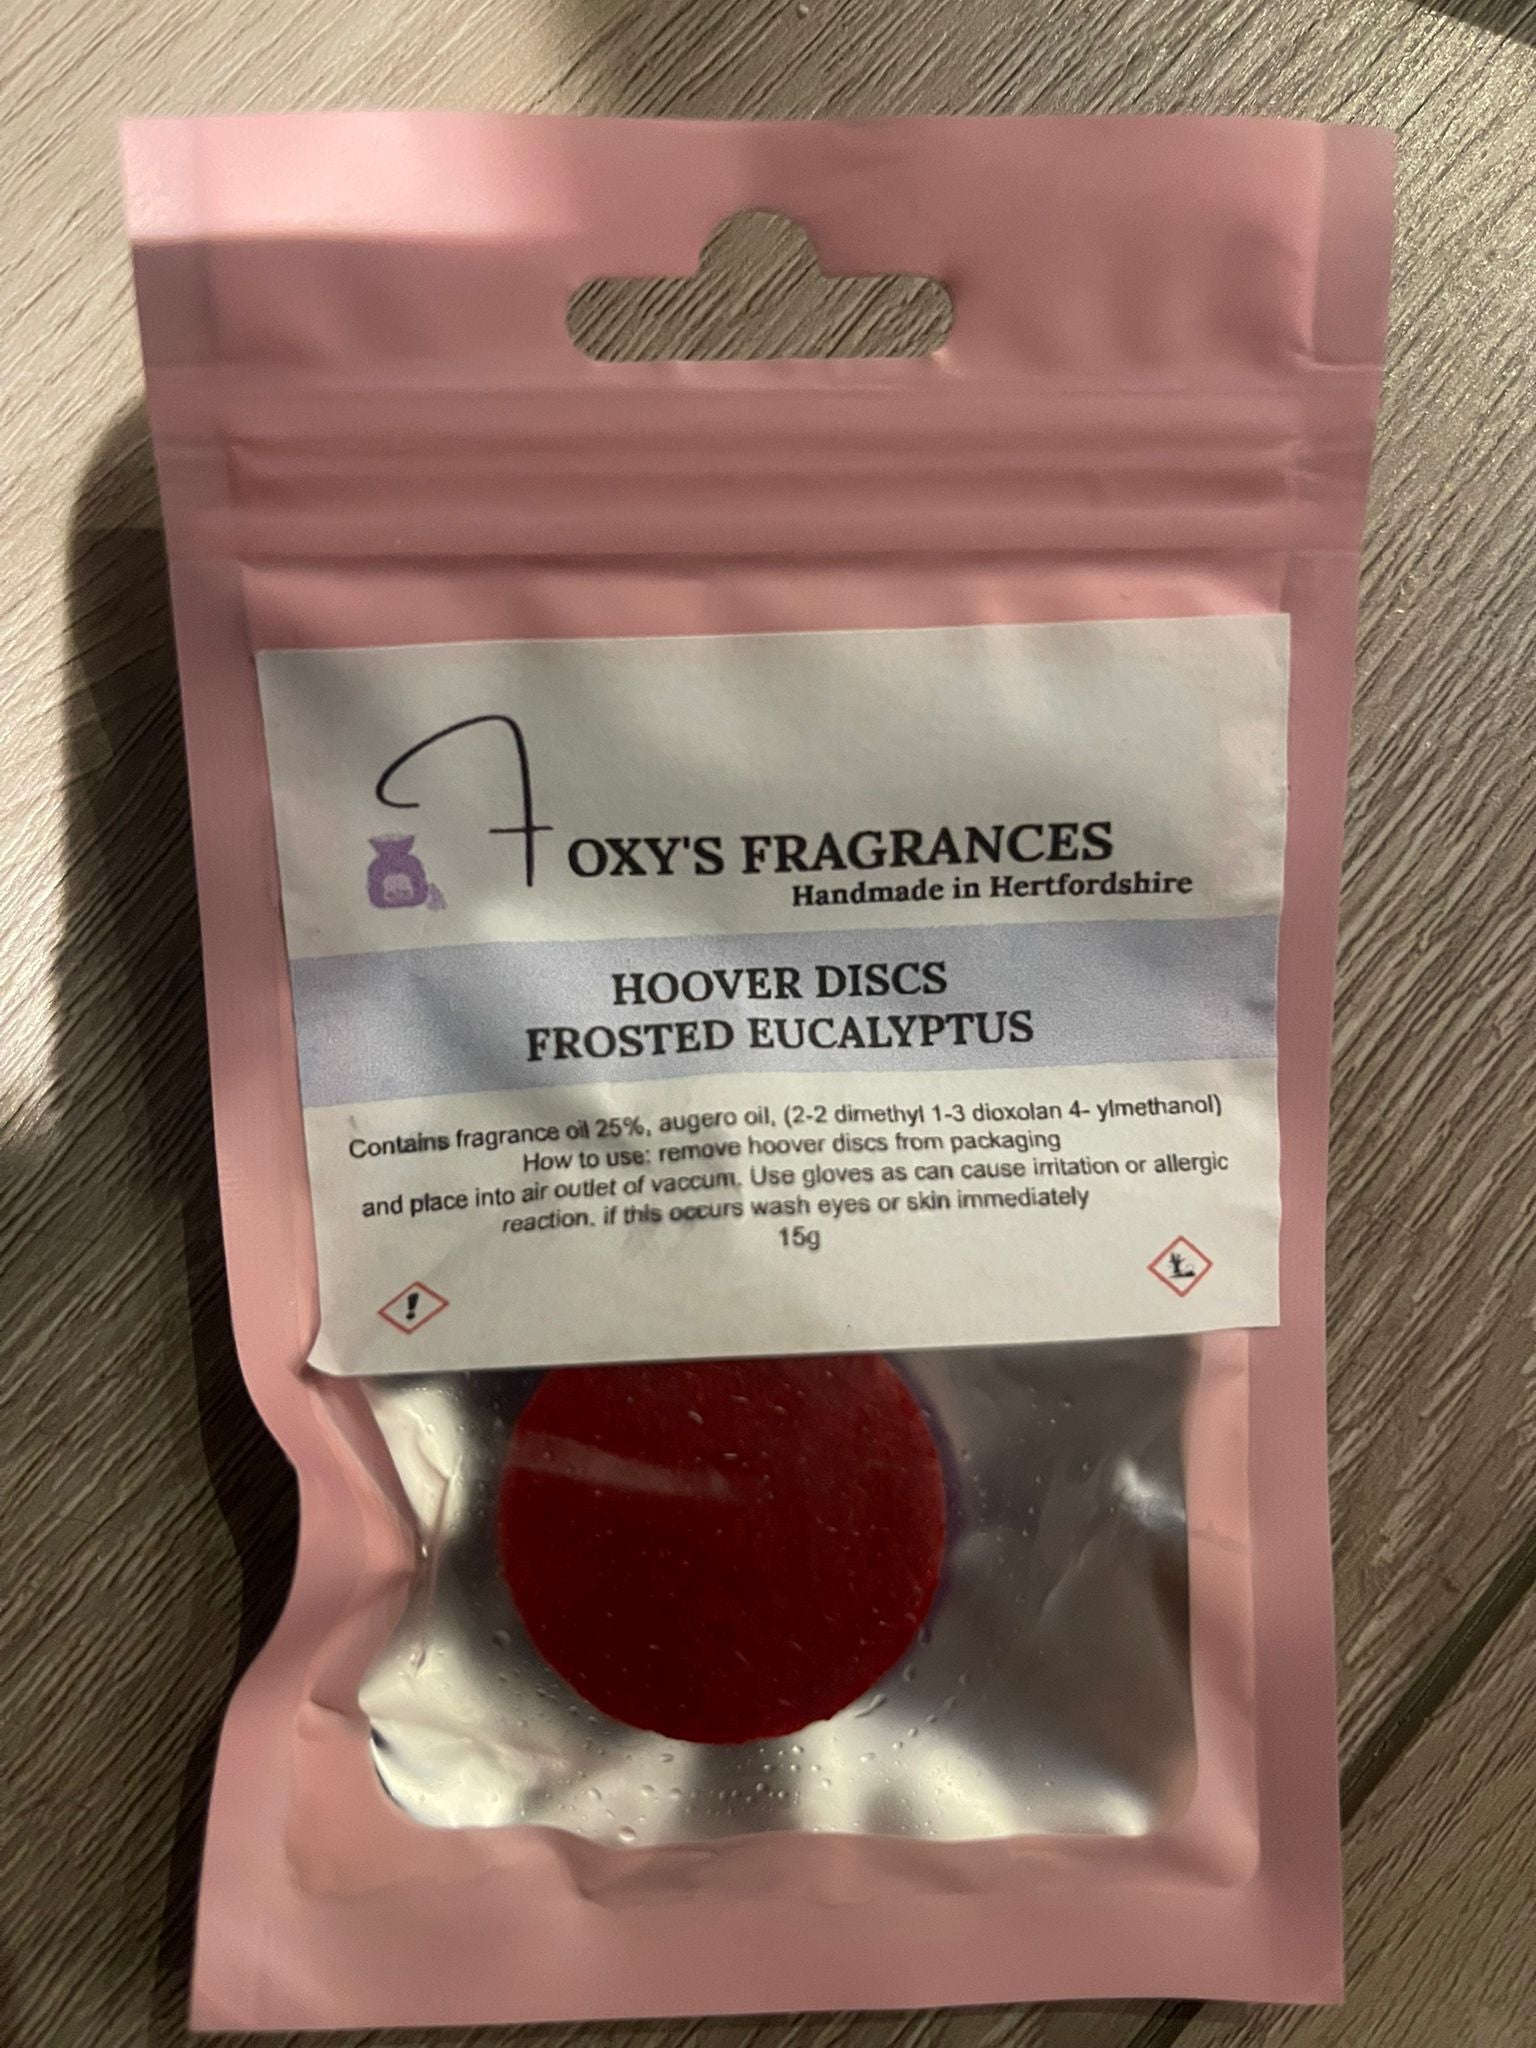 FOXY'S FRAGRANCES
Handmade in Hertfordshire
HOOVER DISCS
FROSTED EUCALYPTUS
Contains fragrance oil 25%, augero oil, (2-2 dimethyl 1-3 dioxolan 4- ylmethanol)
How to use: remove hoover discs from packaging
and place into air outlet of vaccum. Use gloves as can cause irritation or allergic
reaction. if this occurs wash eyes or skin immediately
15g